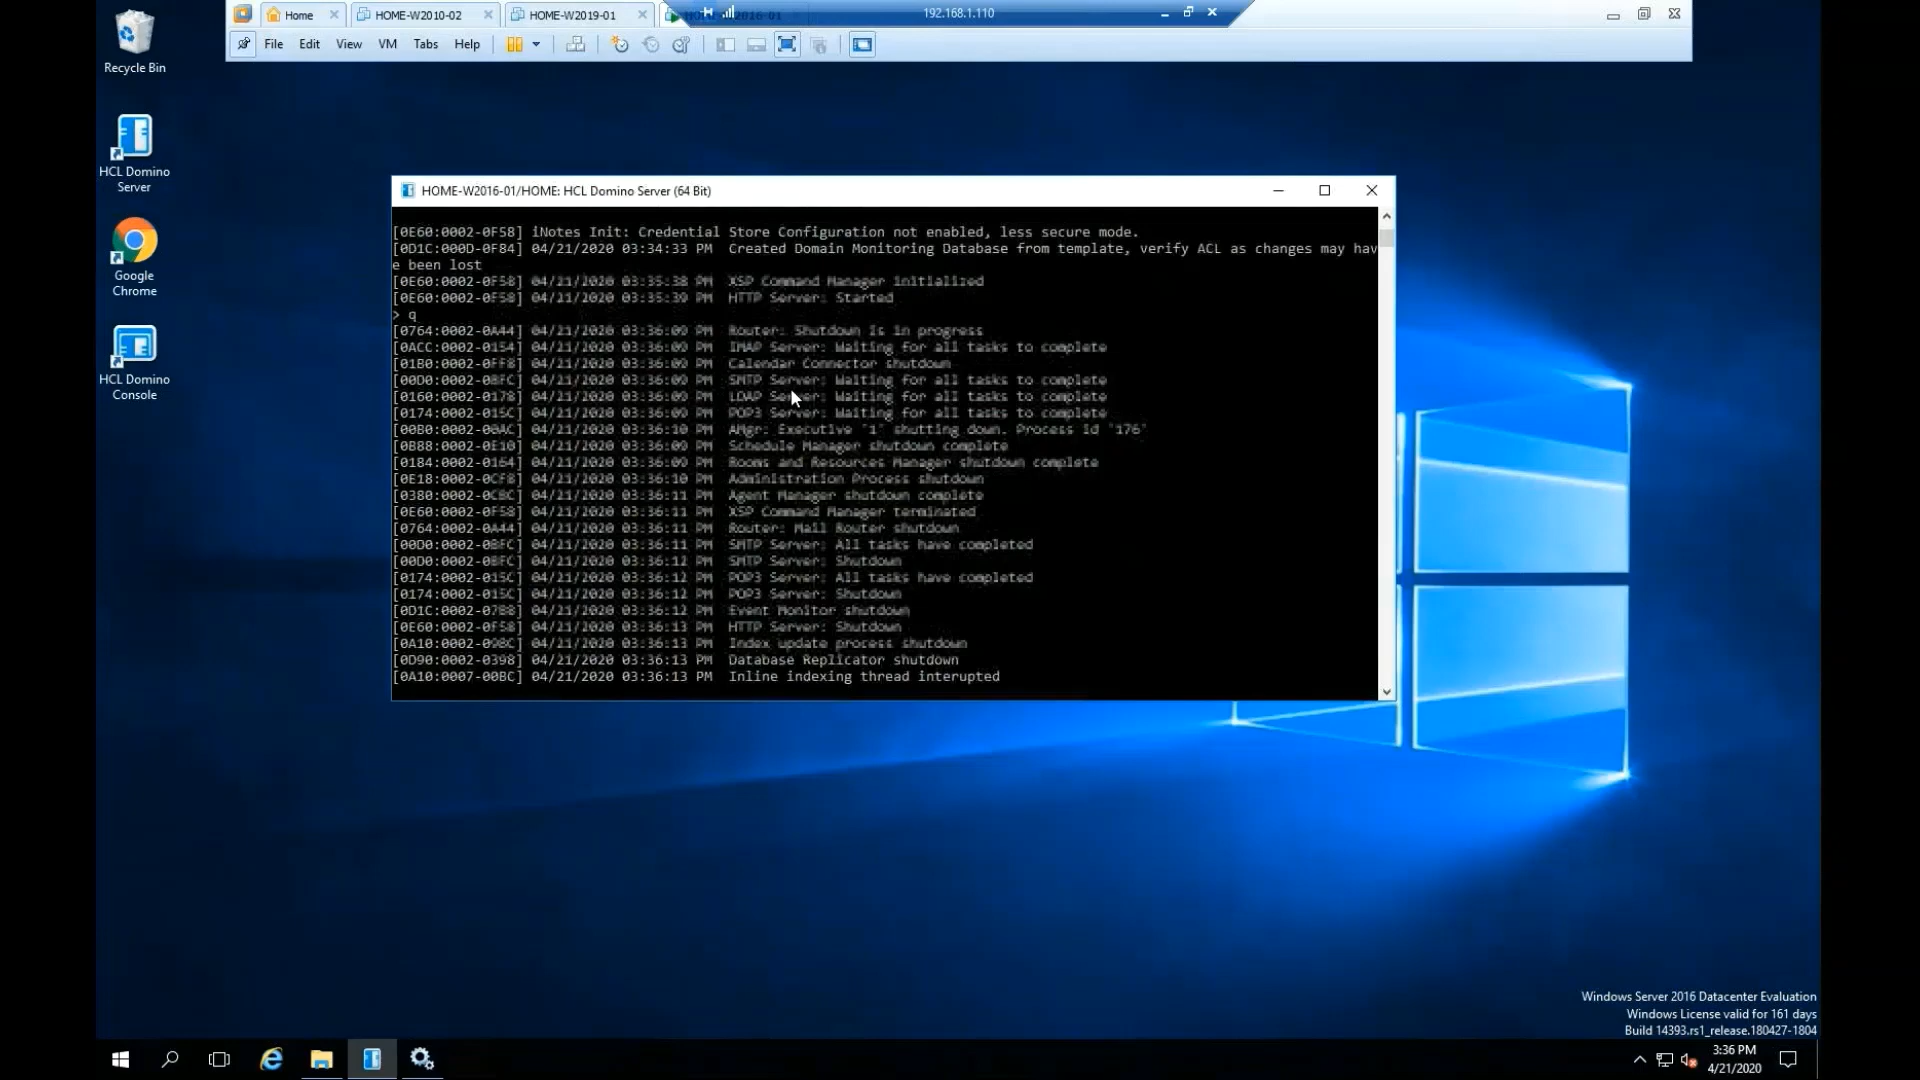 Home
HOME-W2010-02
HOME-W2019-01
HOME-W2016-01
192.168.1.110
File Edit View VM Tabs Help
Recycle Bin
HCL Domino
Server
Google
Chrome
HCL Domino
Console
HOME-W2016-01/HOME: HCL Domino Server (64 Bit)
[0E60:0002-0F58] iNotes Init: Credential Store Configuration not enabled, less secure mode.
[0D1C:000D-0F84] 04/21/2020 03:34:33 PM Created Domain Monitoring Database from template, verify ACL as changes may hav
e been lost
[0E60:0002-0F58] 04/21/2020 03:35:38 PM XSP Command Manager initialized
[0E60:0002-0F58] 04/21/2020 03:35:39 PM HTTP Server: Started
> q
[0764:0002-0A44] 04/21/2020 03:36:09 PM Router: Shutdown is in progress
[0ACC:0002-0154] 04/21/2020 03:36:09 PM IMAP Server: Waiting for all tasks to complete
[01B0:0002-0FF8] 04/21/2020 03:36:09 PM Calendar Connector shutdown
[00D0:0002-0BFC] 04/21/2020 03:36:09 PM SMTP Server: Waiting for all tasks to complete
[0160:0002-0178] 04/21/2020 03:36:09 PM LDAP Server: Waiting for all tasks to complete
[0174:0002-015C] 04/21/2020 03:36:09 PM POP3 Server: Waiting for all tasks to complete
[00B0:0002-00AC] 04/21/2020 03:36:10 PM AMgr: Executive '1' shutting down. Process id '176'
[0B88:0002-0E10] 04/21/2020 03:36:09 PM Schedule Manager shutdown complete
[0184:0002-0164] 04/21/2020 03:36:09 PM Rooms and Resources Manager shutdown complete
[0E18:0002-0CF8] 04/21/2020 03:36:10 PM Administration Process shutdown
[0380:0002-0CBC] 04/21/2020 03:36:11 PM Agent Manager shutdown complete
[0E60:0002-0F58] 04/21/2020 03:36:11 PM XSP Command Manager terminated
[0764:0002-0A44] 04/21/2020 03:36:11 PM Router: Mail Router shutdown
[00D0:0002-0BFC] 04/21/2020 03:36:11 PM SMTP Server: All tasks have completed
[00D0:0002-0BFC] 04/21/2020 03:36:12 PM SMTP Server: Shutdown
[0174:0002-015C] 04/21/2020 03:36:12 PM POP3 Server: All tasks have completed
[0174:0002-015C] 04/21/2020 03:36:12 PM POP3 Server: Shutdown
[0D1C:0002-07B8] 04/21/2020 03:36:12 PM Event Monitor shutdown
[0E60:0002-0F58] 04/21/2020 03:36:13 PM HTTP Server: Shutdown
[0A10:0002-098C] 04/21/2020 03:36:13 PM Index update process shutdown
[0D90:0002-0398] 04/21/2020 03:36:13 PM Database Replicator shutdown
[0A10:0007-00BC] 04/21/2020 03:36:13 PM Inline indexing thread interupted
Windows Server 2016 Datacenter Evaluation
Windows License valid for 161 days
Build 14393.rs1_release.180427-1804
3:36 PM
4/21/2020